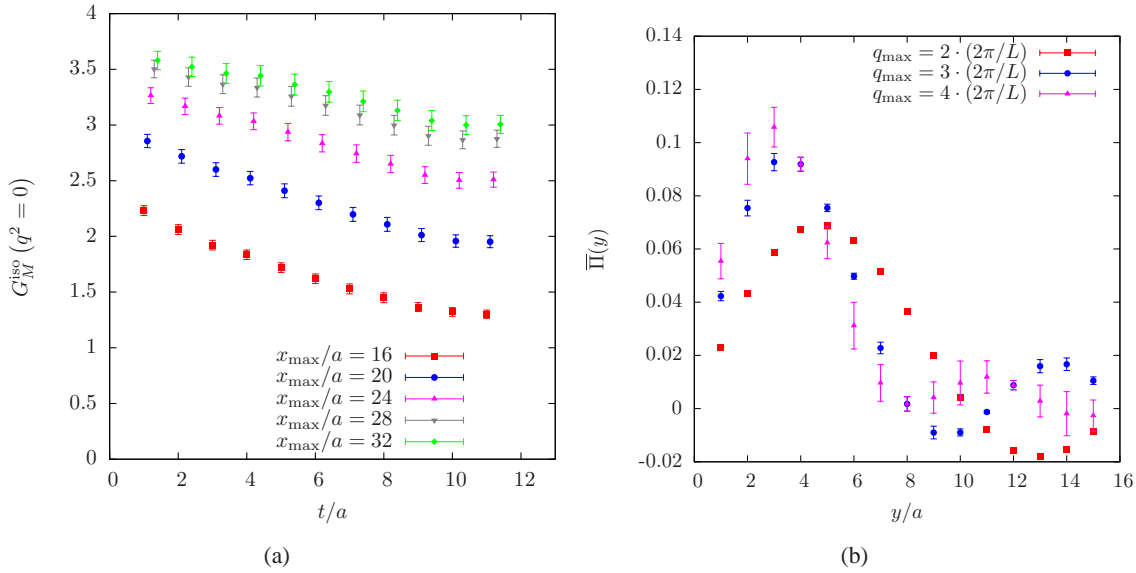 4
3.5
3
2.5
2
1.5
1
0.5
0
0 2 4 6 8 10 12
G_M^iso (q² = 0)
t/a
x_max/a = 16
x_max/a = 20
x_max/a = 24
x_max/a = 28
x_max/a = 32
(a)
0.14
0.12
0.1
0.08
0.06
0.04
0.02
0
-0.02
0 2 4 6 8 10 12 14 16
Π̅(y)
y/a
q_max = 2 · (2π/L)
q_max = 3 · (2π/L)
q_max = 4 · (2π/L)
(b)